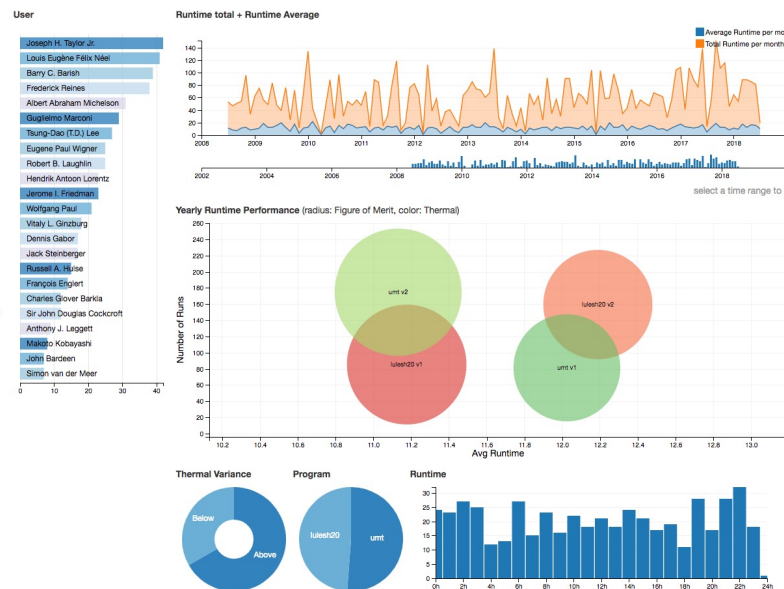 User
Joseph H. Taylor Jr.
Louis Eugène Félix Néel
Barry C. Barish
Frederick Reines
Albert Abraham Michelson
Guglielmo Marconi
Tsung-Dao (T.D.) Lee
Eugene Paul Wigner
Robert B. Laughlin
Hendrik Antoon Lorentz
Jerome I. Friedman
Wolfgang Paul
Vitaly L. Ginzburg
Dennis Gabor
Jack Steinberger
Russell A. Hulse
François Englert
Charles Glover Barkla
Sir John Douglas Cockcroft
Anthony J. Leggett
Makoto Kobayashi
John Bardeen
Simon van der Meer
0 10 20 30 40
Runtime total + Runtime Average
Average Runtime per mo
Total Runtime per month
140
120
100
80
60
40
20
0
2008 2009 2010 2011 2012 2013 2014 2015 2016 2017 2018
2002 2004 2006 2008 2010 2012 2014 2016 2018
select a time range to
Yearly Runtime Performance (radius: Figure of Merit, color: Thermal)
Number of Runs
260
240
220
200
180
160
140
120
100
80
60
40
20
0
umt v2
lulesh20 v2
lulesh20 v1
umt v1
10.2 10.4 10.6 10.8 11.0 11.2 11.4 11.6 11.8 12.0 12.2 12.4 12.6 12.8 13.0
Avg Runtime
Thermal Variance
Below
Above
Program
lulesh20
umt
Runtime
30
25
20
15
10
5
0
0h 2h 4h 6h 8h 10h 12h 14h 16h 18h 20h 22h 24h